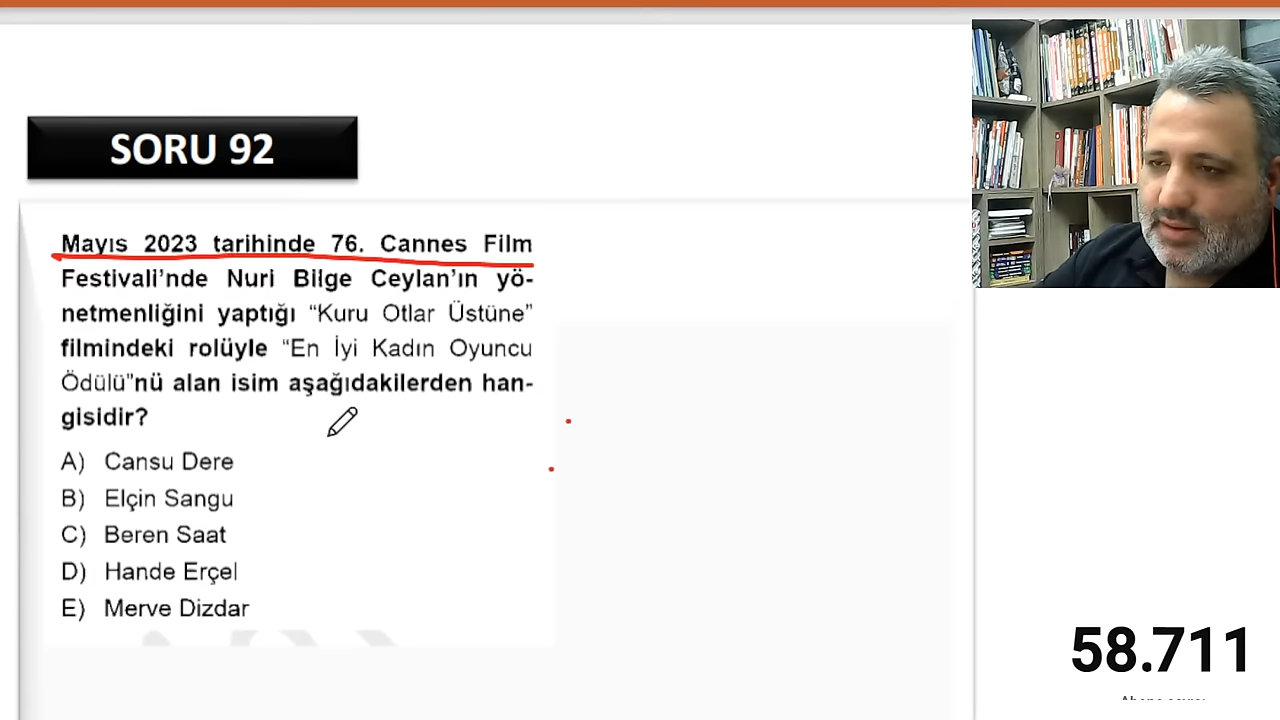 SORU 92
Mayıs 2023 tarihinde 76. Cannes Film
Festivali’nde Nuri Bilge Ceylan’ın yö-
netmenliğini yaptığı “Kuru Otlar Üstüne”
filmindeki rolüyle “En İyi Kadın Oyuncu
Ödülü”nü alan isim aşağıdakilerden han-
gisidir?
A) Cansu Dere
B) Elçin Sangu
C) Beren Saat
D) Hande Erçel
E) Merve Dizdar
58.711